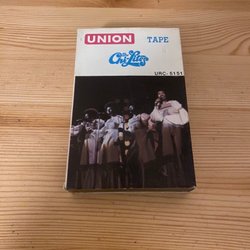 UNION TAPE
Chi-Lites
URC-5151